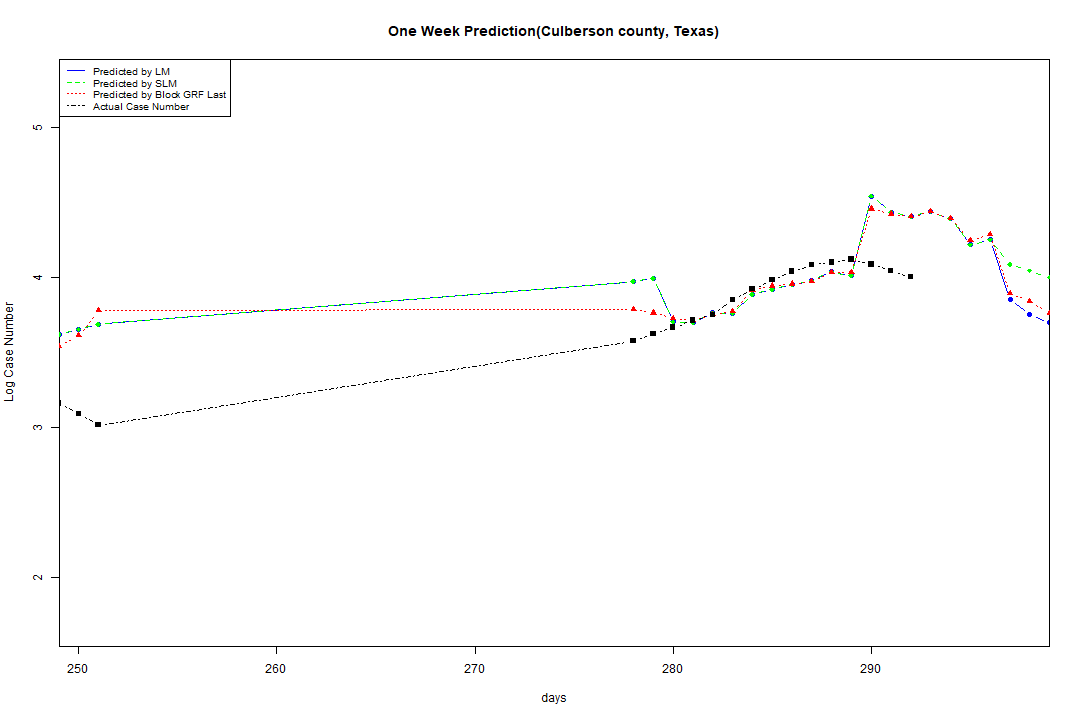 One Week Prediction(Culberson county, Texas)
Predicted by LM
Predicted by SLM
Predicted by Block GRF Last
Actual Case Number
5
4
3
2
Log Case Number
250 260 270 280 290
days